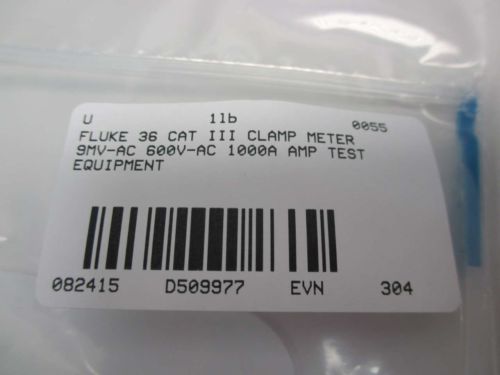 U 1lb 0055
FLUKE 36 CAT III CLAMP METER
9MV-AC 600V-AC 1000A AMP TEST
EQUIPMENT
082415 D509977 EVN 304